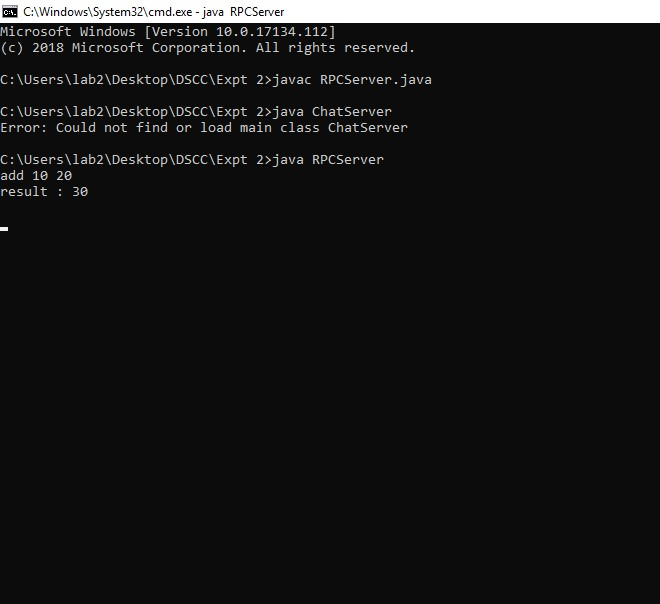 C:\Windows\System32\cmd.exe - java  RPCServer
Microsoft Windows [Version 10.0.17134.112]
(c) 2018 Microsoft Corporation. All rights reserved.
C:\Users\lab2\Desktop\DSCC\Expt 2>javac RPCServer.java
C:\Users\lab2\Desktop\DSCC\Expt 2>java ChatServer
Error: Could not find or load main class ChatServer
C:\Users\lab2\Desktop\DSCC\Expt 2>java RPCServer
add 10 20
result : 30